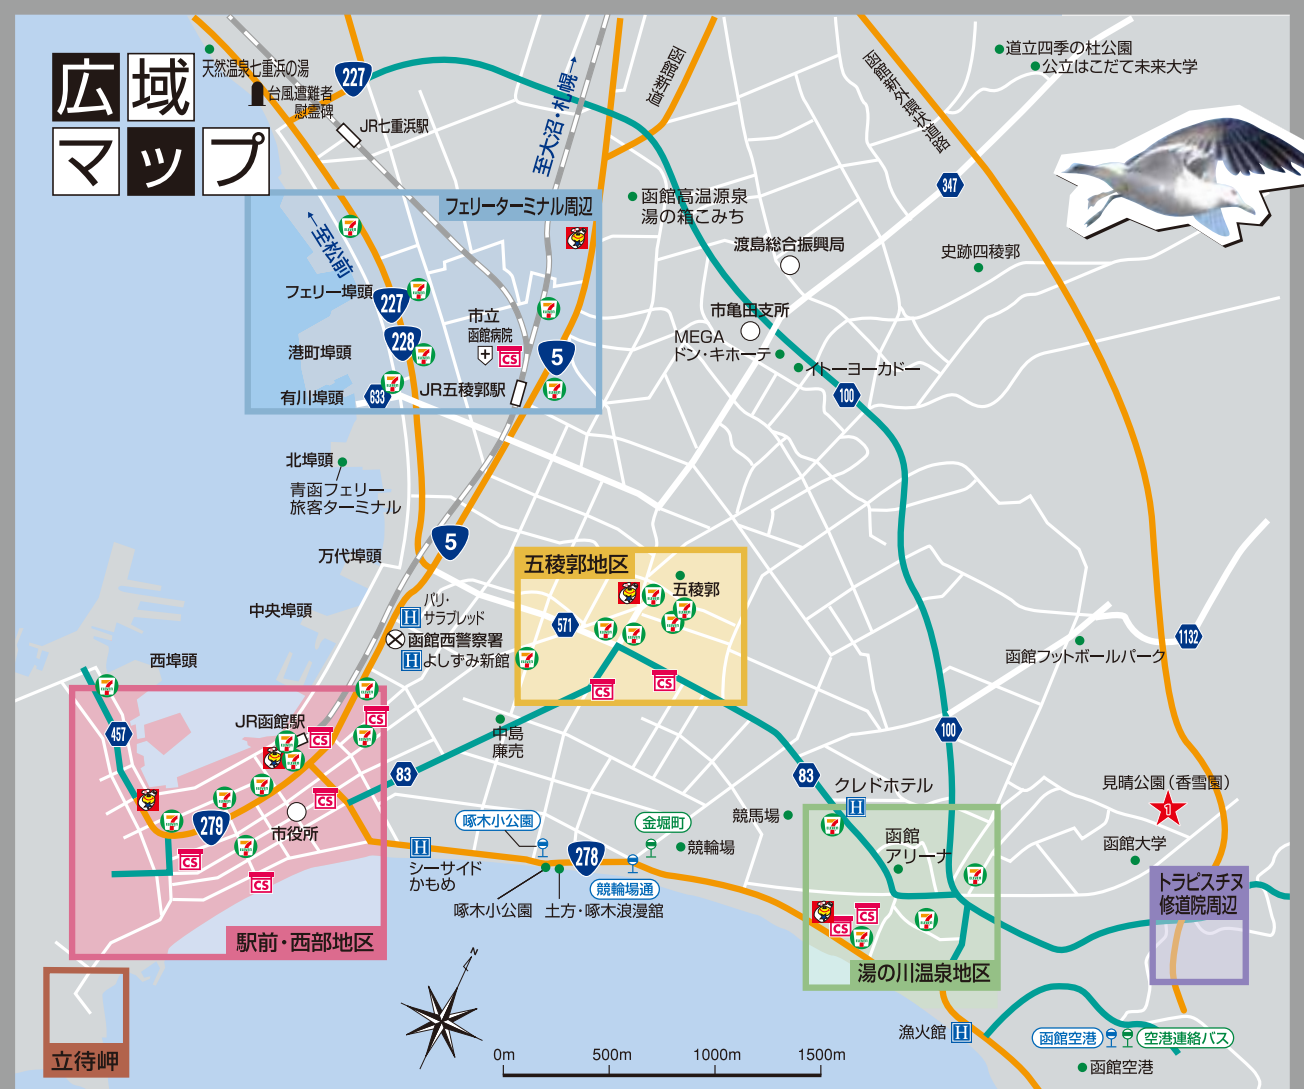 広域
マップ
天然温泉七重浜の湯
台風遭難者
慰霊碑
227
JR七重浜駅
至大沼・札幌→
函館新道
函館新外環状道路
道立四季の杜公園
公立はこだて未来大学
347
函館高温源泉
湯の箱こみち
渡島総合振興局
史跡四稜郭
フェリーターミナル周辺
←至松前
フェリー埠頭
227
市立
函館病院
CS
228
港町埠頭
5
有川埠頭
633
JR五稜郭駅
市亀田支所
MEGA
ドン・キホーテ
イトーヨーカドー
100
北埠頭
青函フェリー
旅客ターミナル
5
万代埠頭
中央埠頭
西埠頭
H
パリ・
サラブレッド
函館西警察署
H
よしずみ新館
五稜郭地区
五稜郭
571
CS
CS
函館フットボールパーク
1132
457
JR函館駅
CS
CS
CS
279
市役所
CS
CS
駅前・西部地区
立待岬
中島
廉売
83
83
100
クレドホテル
H
競馬場
見晴公園(香雪園)
1
函館大学
函館
アリーナ
啄木小公園
278
金堀町
競輪場
競輪場通
H
シーサイド
かもめ
啄木小公園
土方・啄木浪漫舘
CS
CS
湯の川温泉地区
トラピスチヌ
修道院周辺
漁火館
H
函館空港
空港連絡バス
函館空港
N
0m
500m
1000m
1500m